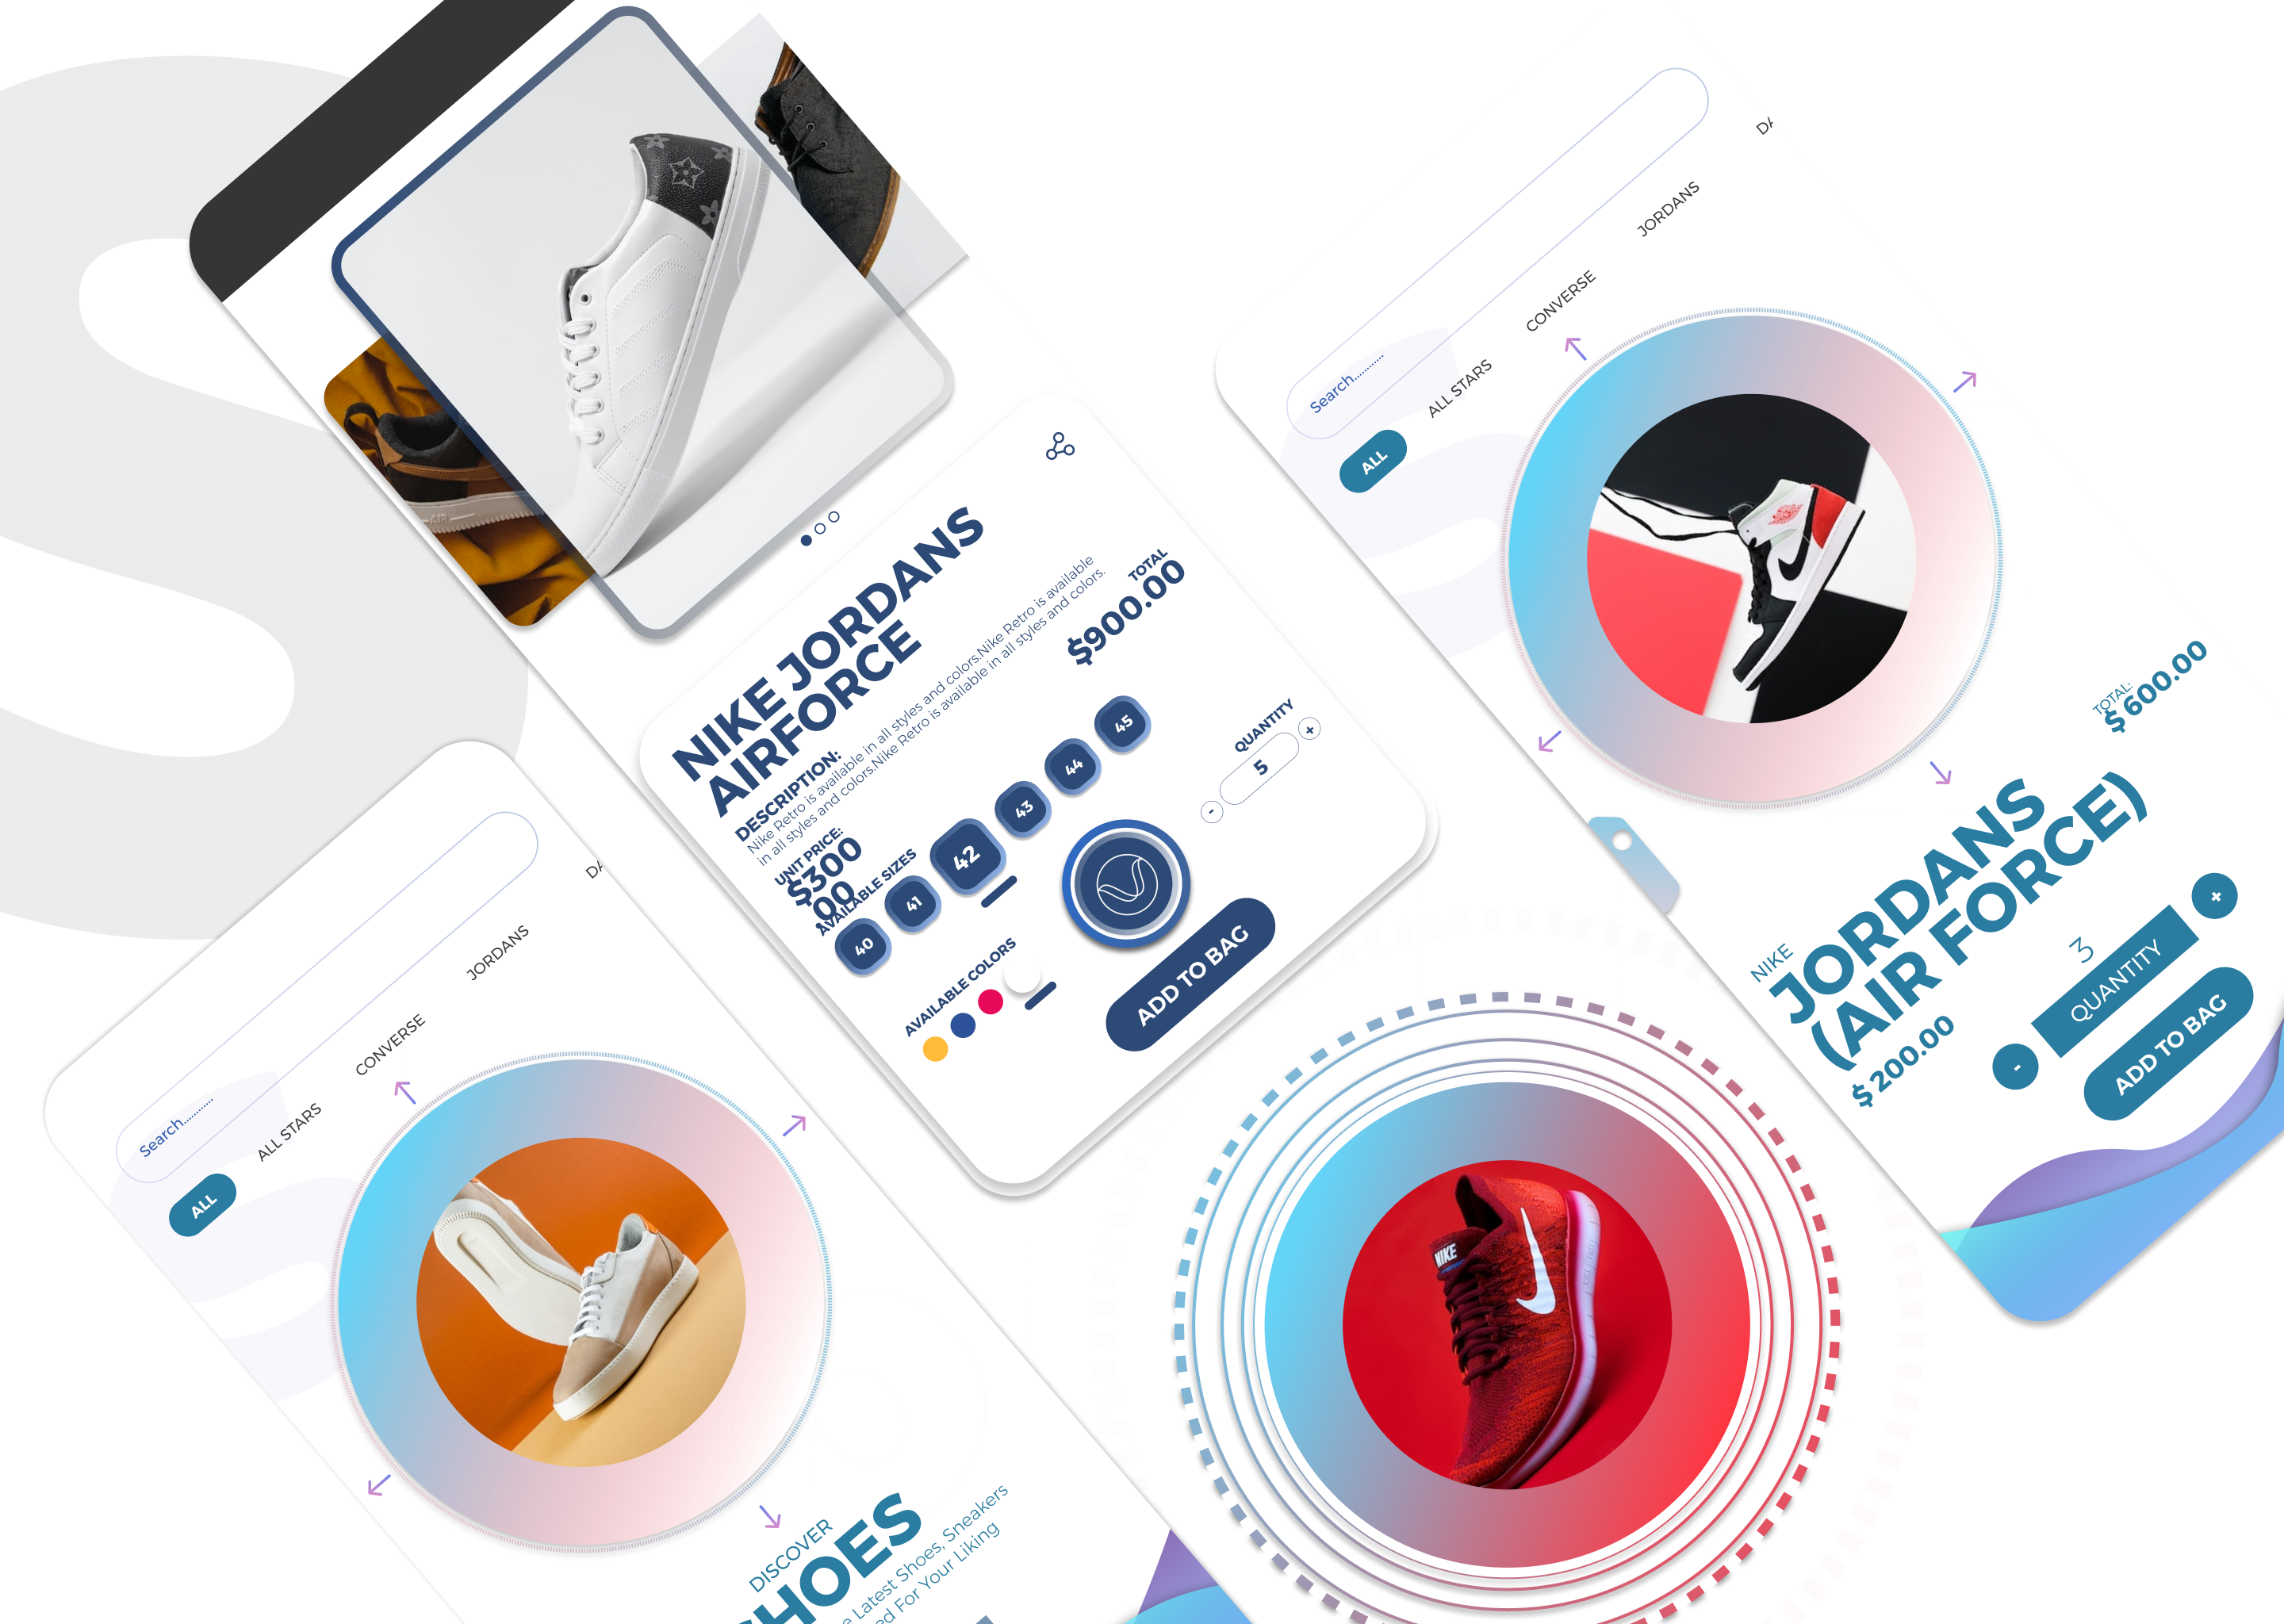 NIKE JORDANS
AIRFORCE
DESCRIPTION:
Nike Retro is available in all styles and colors.Nike Retro is available
in all styles and colors.Nike Retro is available in all styles and colors.
UNIT PRICE:
$300
00
TOTAL
$900.00
AVAILABLE SIZES
40
41
42
43
44
45
QUANTITY
-
5
+
AVAILABLE COLORS
ADD TO BAG
Search..........
ALL
ALL STARS
CONVERSE
JORDANS
DA
TOTAL:
$ 600.00
NIKE
JORDANS
(AIR FORCE)
$ 200.00
3
-
QUANTITY
+
ADD TO BAG
Search..........
ALL
ALL STARS
CONVERSE
JORDANS
DA
DISCOVER
HOES
e Latest Shoes, Sneakers
ed For Your Liking
NIKE
AIR
S